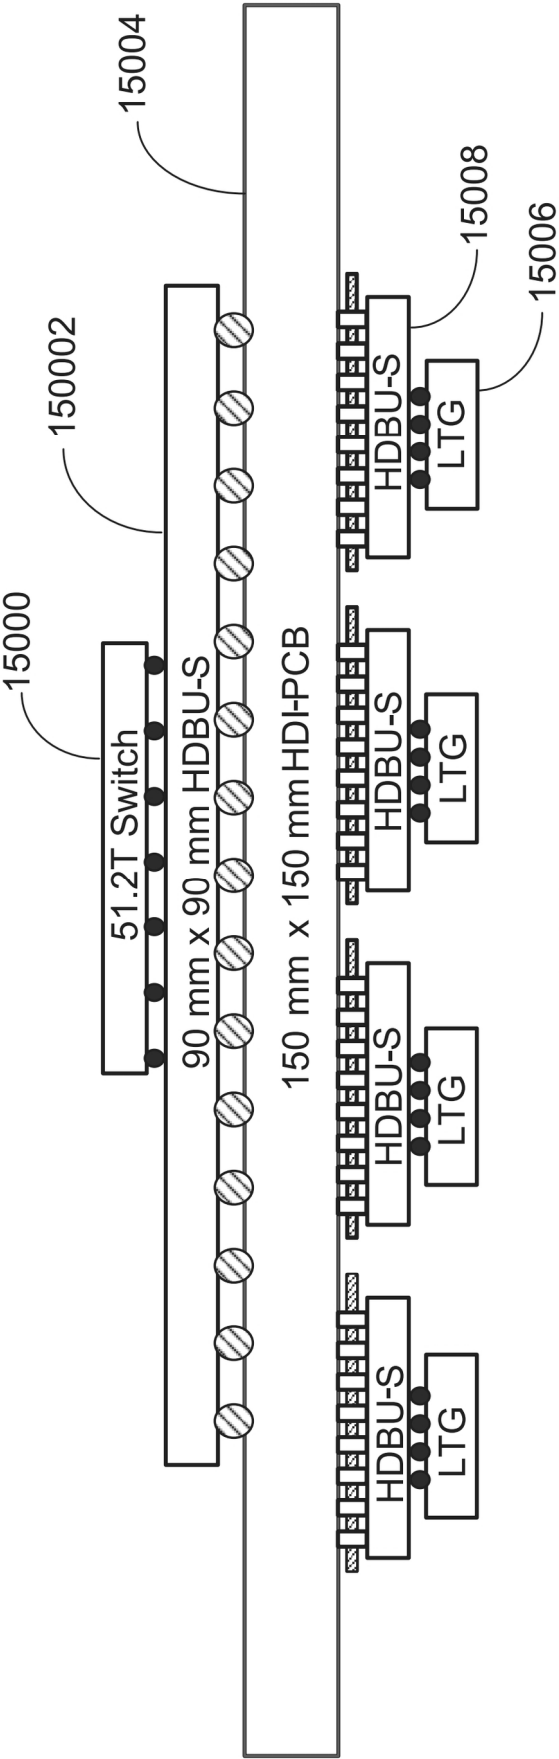 15000
150002
15004
51.2T Switch
90 mm x 90 mm HDBU-S
150 mm x 150 mm HDI-PCB
HDBU-S
HDBU-S
HDBU-S
HDBU-S
LTG
LTG
LTG
LTG
15008
15006